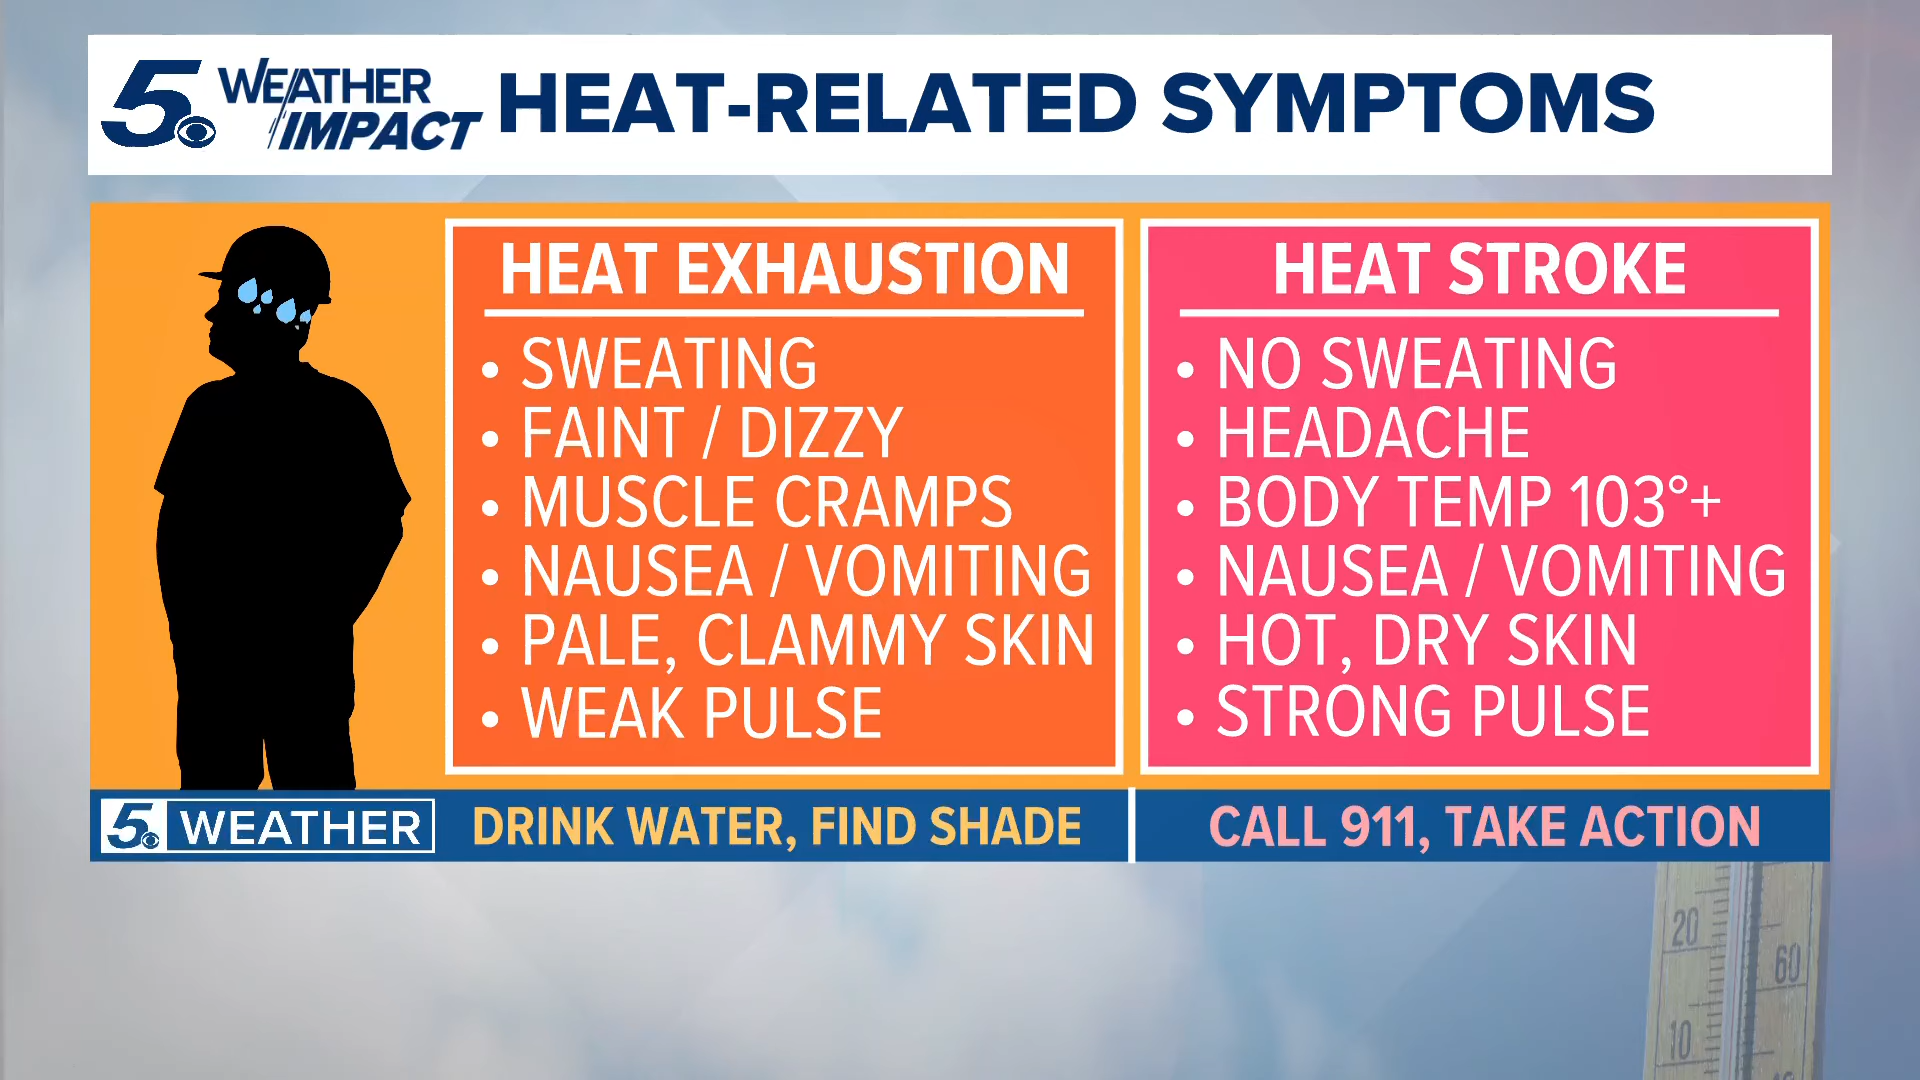 5 WEATHER IMPACT HEAT-RELATED SYMPTOMS
HEAT EXHAUSTION
• SWEATING
• FAINT / DIZZY
• MUSCLE CRAMPS
• NAUSEA / VOMITING
• PALE, CLAMMY SKIN
• WEAK PULSE
HEAT STROKE
• NO SWEATING
• HEADACHE
• BODY TEMP 103°+
• NAUSEA / VOMITING
• HOT, DRY SKIN
• STRONG PULSE
5 WEATHER
DRINK WATER, FIND SHADE
CALL 911, TAKE ACTION
20
60
10